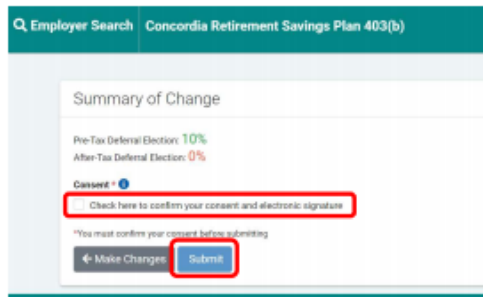 Employer Search Concordia Retirement Savings Plan 403(b)
Summary of Change
Pre-Tax Deferral Election: 10%
After-Tax Deferral Election: 0%
Consent *
Check here to confirm your consent and electronic signature
*You must confirm your consent before submitting
Make Changes Submit